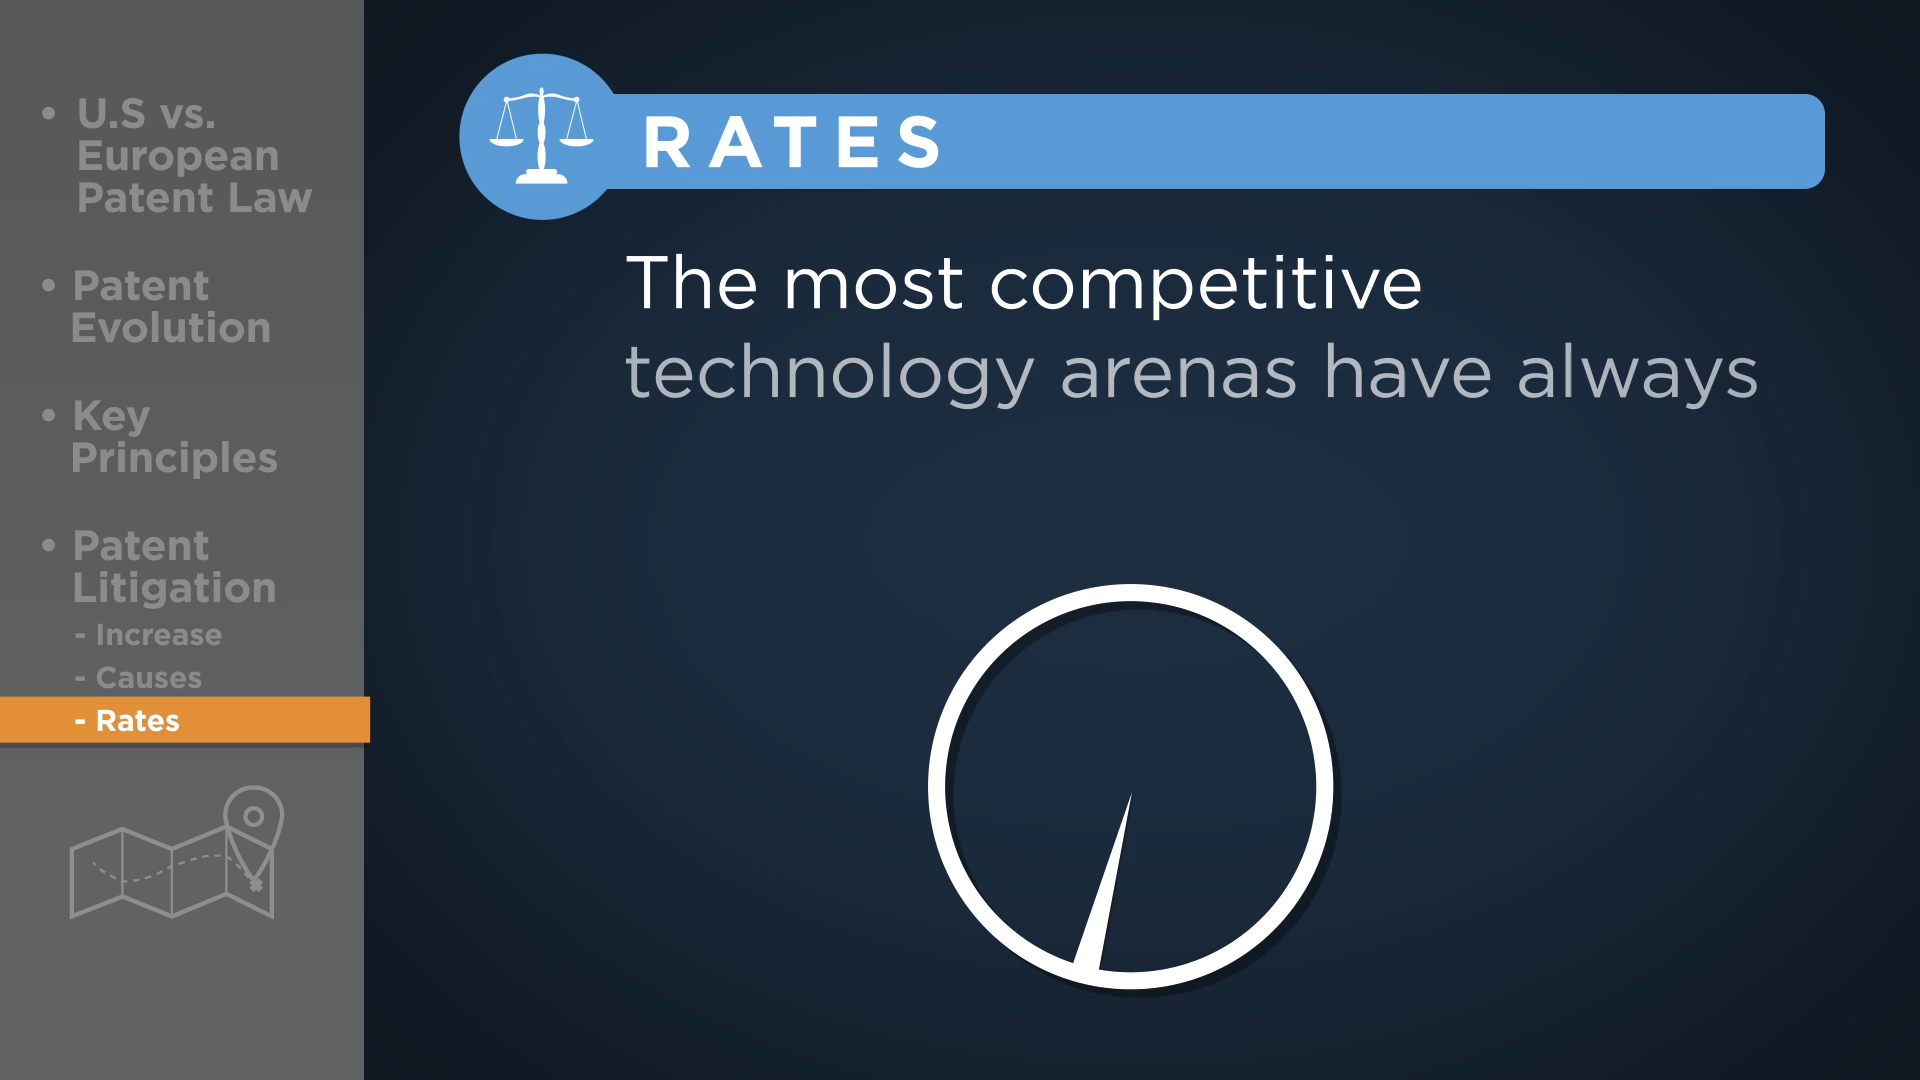 • U.S vs.
European
Patent Law
• Patent
Evolution
• Key
Principles
• Patent
Litigation
- Increase
- Causes
- Rates
RATES
The most competitive
technology arenas have always